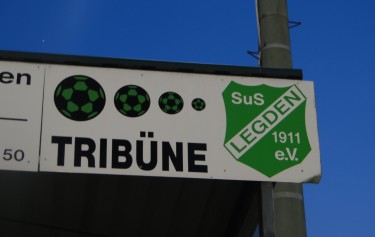 en
50
TRIBÜNE
SuS
LEGDEN
1911
e.V.